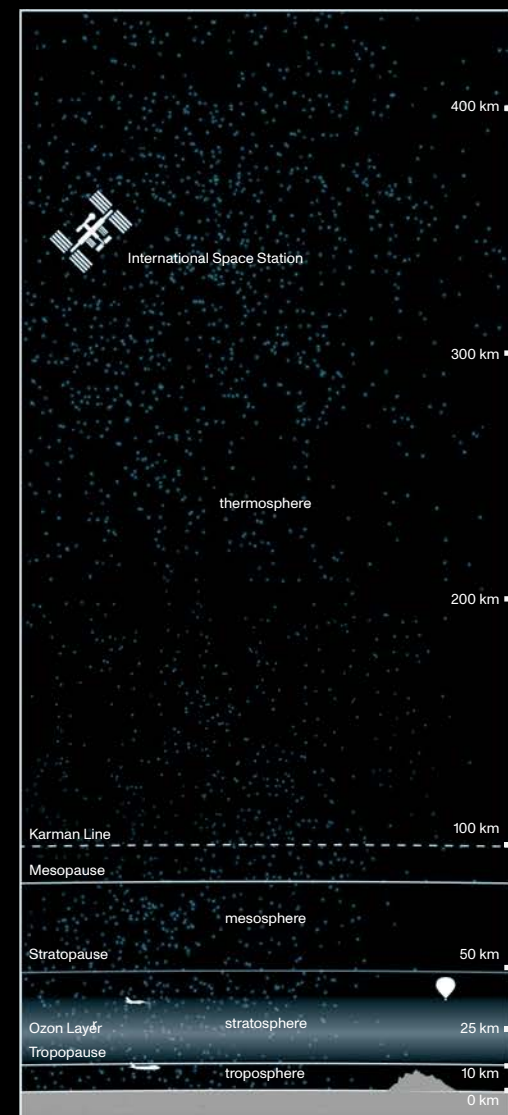 400 km
International Space Station
300 km
thermosphere
200 km
100 km
Karman Line
Mesopause
mesosphere
Stratopause
50 km
stratosphere
Ozon Layer
25 km
Tropopause
troposphere
10 km
0 km